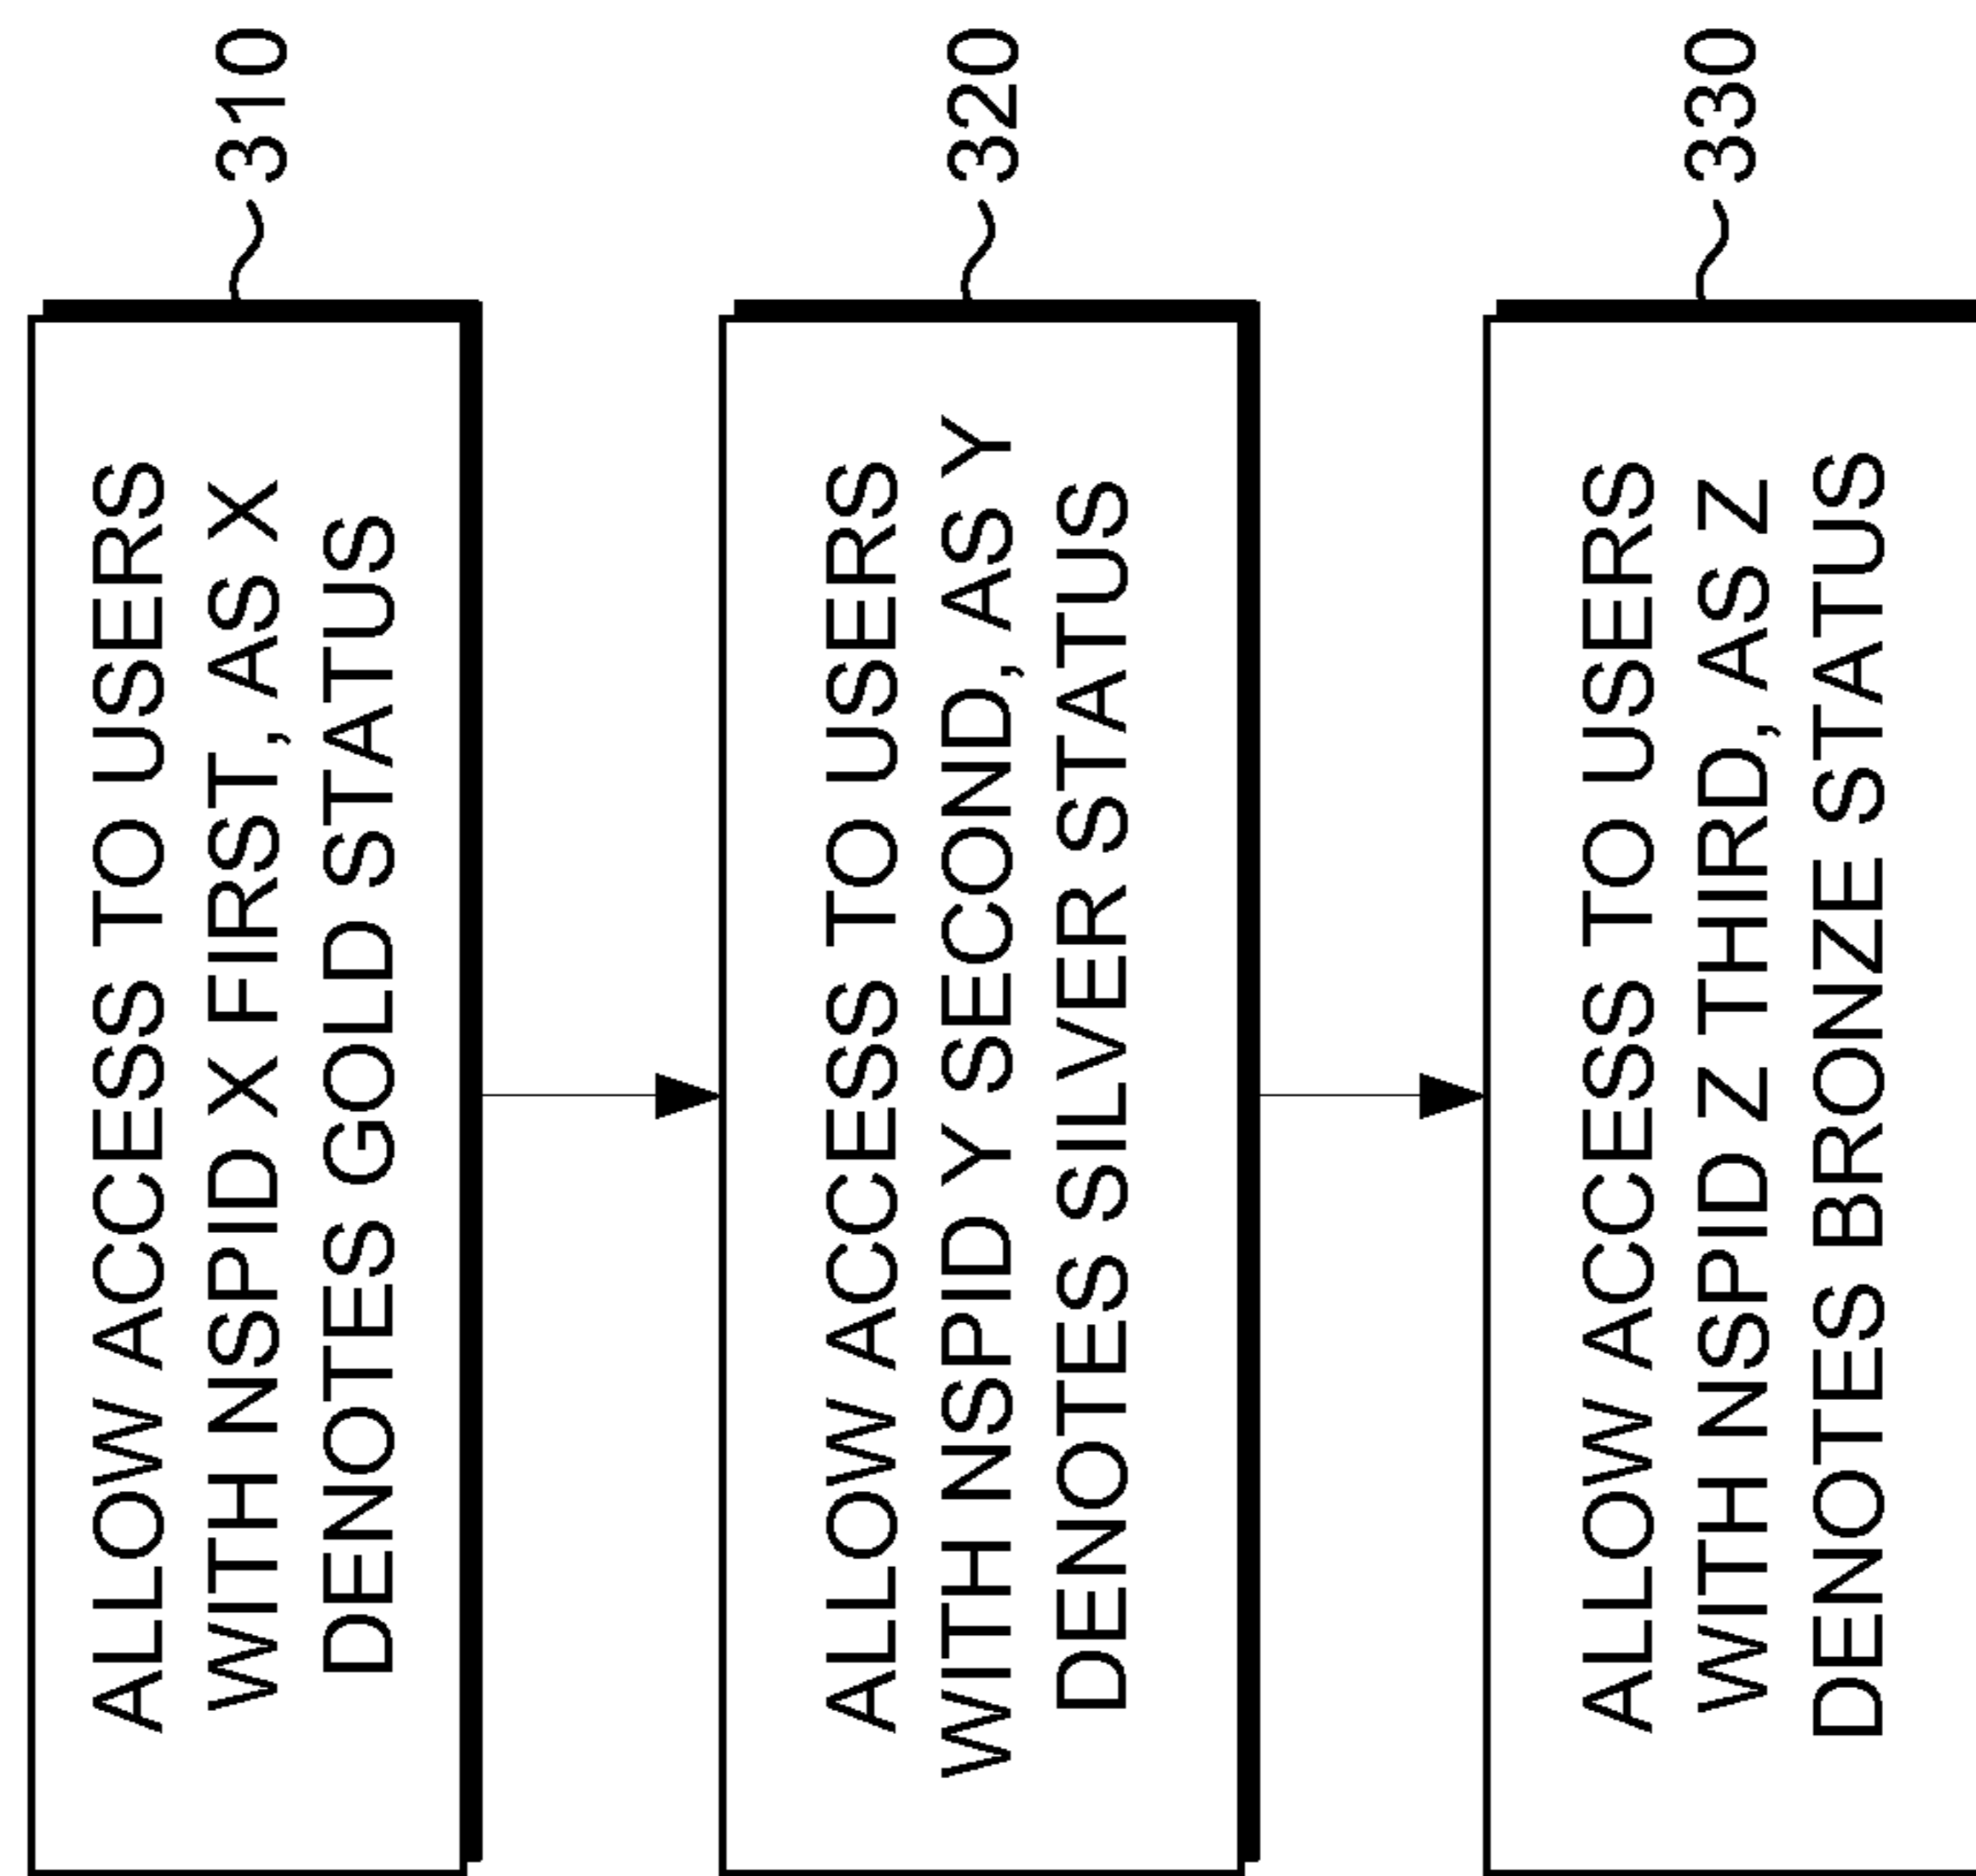 ALLOW ACCESS TO USERS
WITH NSPID X FIRST, AS X
DENOTES GOLD STATUS
310
ALLOW ACCESS TO USERS
WITH NSPID Y SECOND, AS Y
DENOTES SILVER STATUS
320
ALLOW ACCESS TO USERS
WITH NSPID Z THIRD, AS Z
DENOTES BRONZE STATUS
330